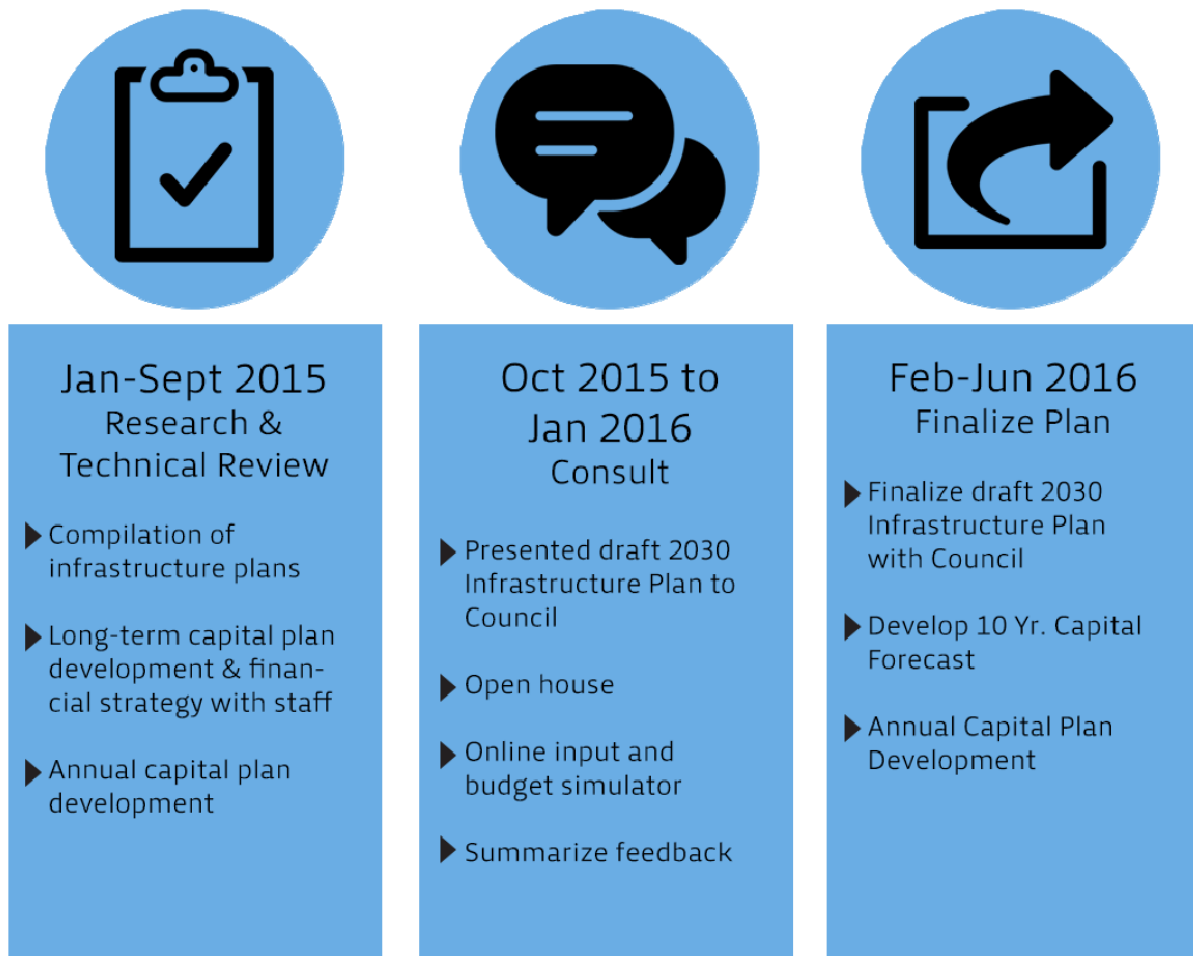 Jan-Sept 2015
Research &
Technical Review
Compilation of
infrastructure plans
Long-term capital plan
development & finan-
cial strategy with staff
Annual capital plan
development
Oct 2015 to
Jan 2016
Consult
Presented draft 2030
Infrastructure Plan to
Council
Open house
Online input and
budget simulator
Summarize feedback
Feb-Jun 2016
Finalize Plan
Finalize draft 2030
Infrastructure Plan
with Council
Develop 10 Yr. Capital
Forecast
Annual Capital Plan
Development